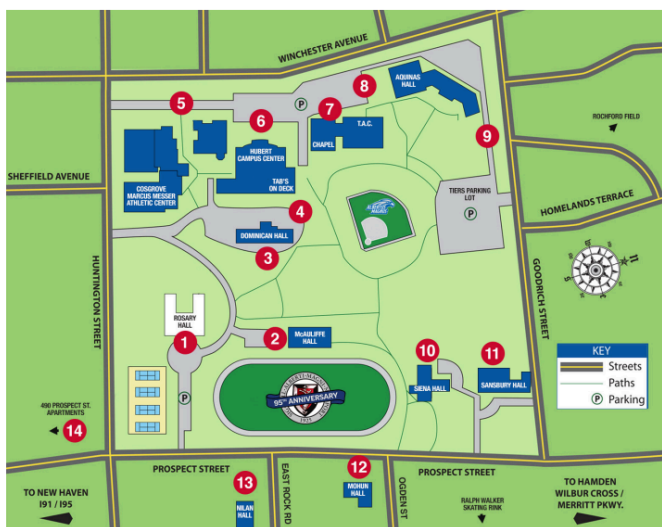 WINCHESTER AVENUE
8
AQUINAS
HALL
5
P
7
6
T.A.C.
CHAPEL
9
ROCHFORD FIELD
HUBERT
CAMPUS CENTER
SHEFFIELD AVENUE
COSGROVE
MARCUS MESSER
ATHLETIC CENTER
TAB'S
ON DECK
TIERS PARKING
LOT
P
HOMELANDS TERRACE
4
DOMINICAN HALL
3
HUNTINGTON STREET
GOODRICH STREET
N
ROSARY
HALL
1
2
McAULIFFE
HALL
10
11
SIENA HALL
SANSBURY HALL
KEY
Streets
Paths
P Parking
95TH ANNIVERSARY
P
490 PROSPECT ST.
APARTMENTS
14
PROSPECT STREET
PROSPECT STREET
13
12
EAST ROCK RD
MOHUN
HALL
OGDEN ST
NILAN
HALL
TO NEW HAVEN
I91 / I95
RALPH WALKER
SKATING RINK
TO HAMDEN
WILBUR CROSS /
MERRITT PKWY.